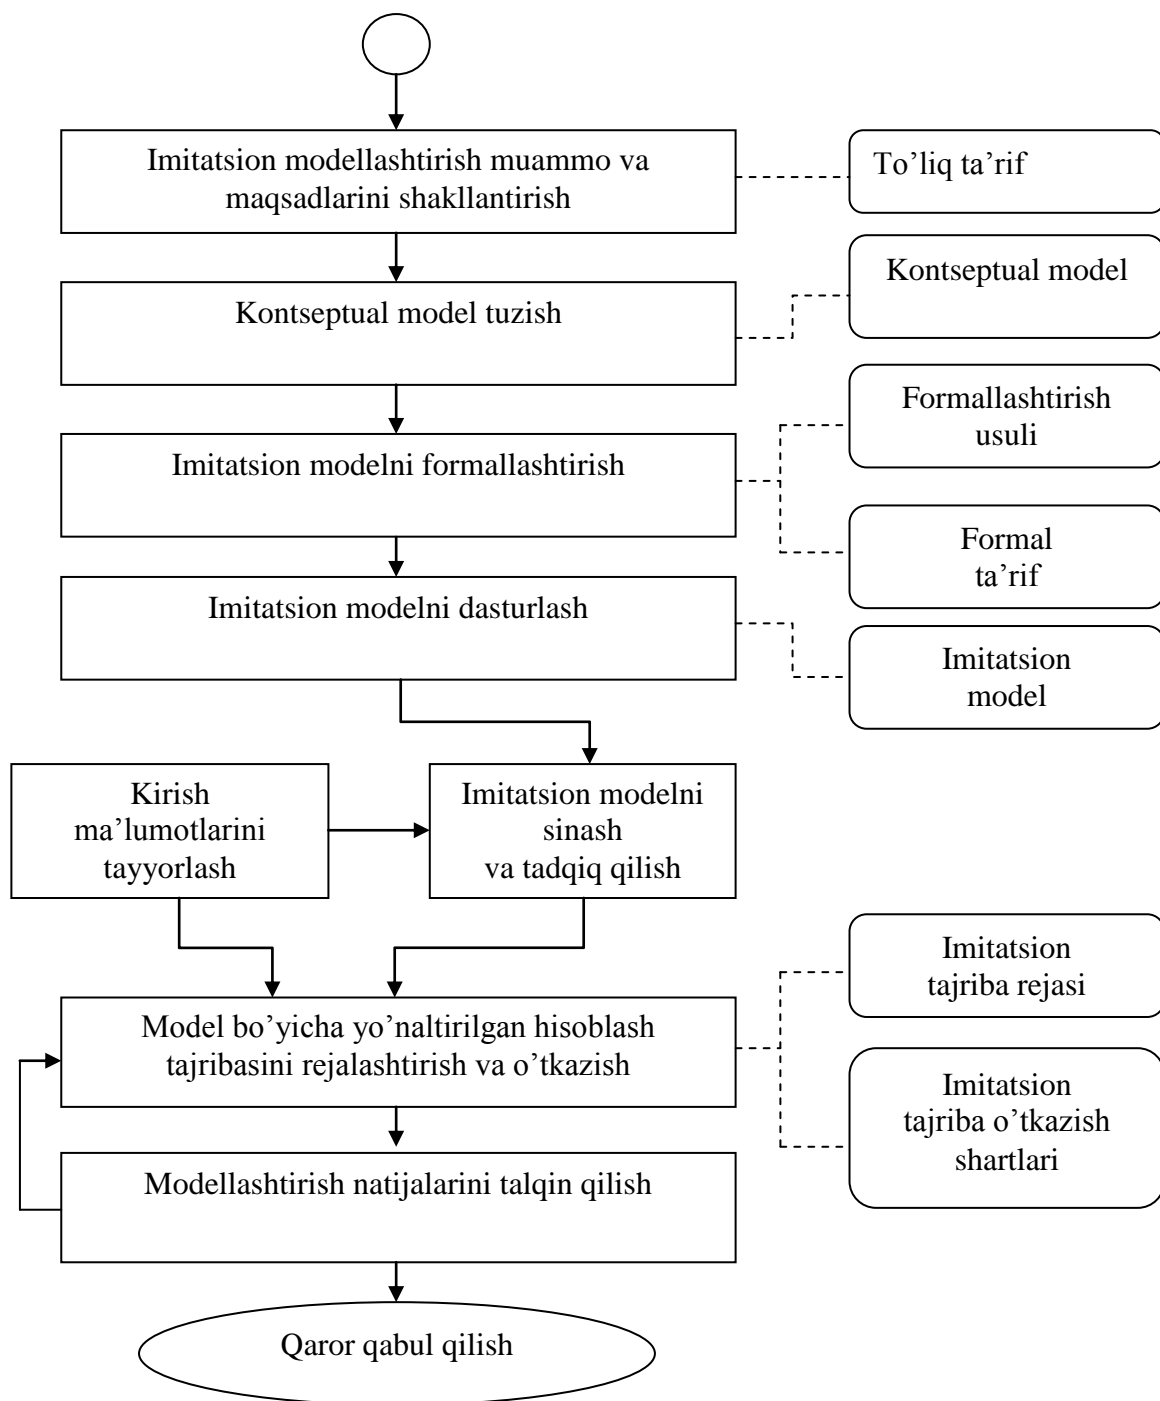 Imitatsion modellashtirish muammo va
maqsadlarini shakllantirish
To’liq ta’rif
Kontseptual model tuzish
Kontseptual model
Imitatsion modelni formallashtirish
Formallashtirish
usuli
Formal
ta’rif
Imitatsion modelni dasturlash
Imitatsion
model
Kirish
ma’lumotlarini
tayyorlash
Imitatsion modelni
sinash
va tadqiq qilish
Model bo’yicha yo’naltirilgan hisoblash
tajribasini rejalashtirish va o’tkazish
Imitatsion
tajriba rejasi
Imitatsion
tajriba o’tkazish
shartlari
Modellashtirish natijalarini talqin qilish
Qaror qabul qilish